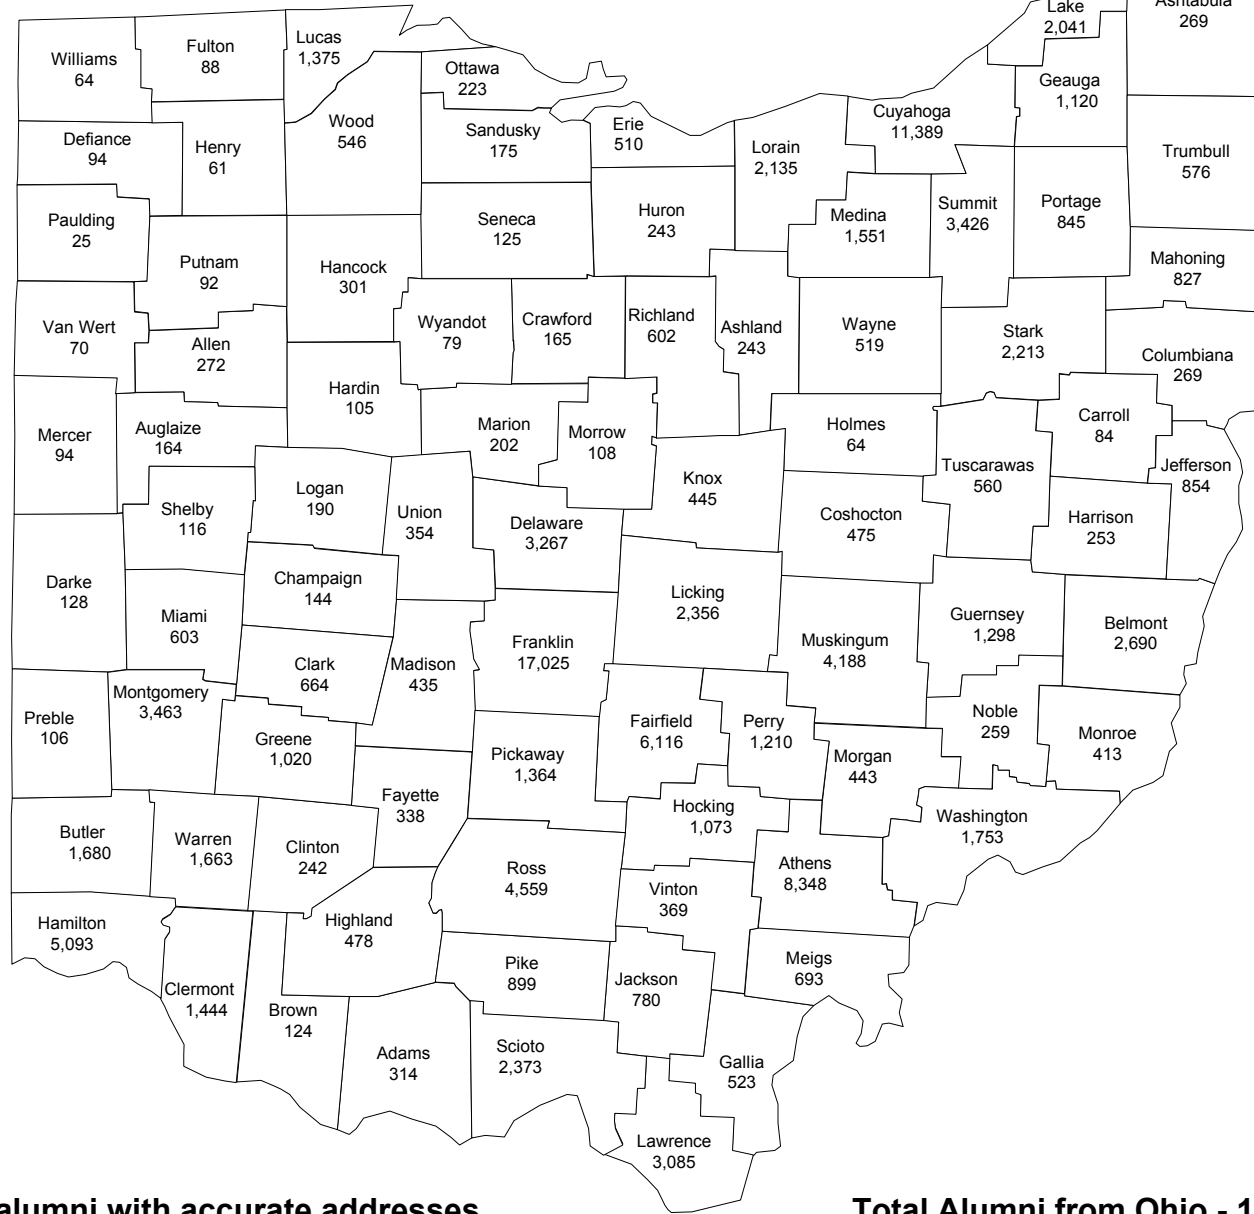 Lake
2,041
Ashtabula
269
Williams
64
Fulton
88
Lucas
1,375
Ottawa
223
Geauga
1,120
Cuyahoga
11,389
Wood
546
Sandusky
175
Erie
510
Lorain
2,135
Trumbull
576
Defiance
94
Henry
61
Paulding
25
Seneca
125
Huron
243
Medina
1,551
Summit
3,426
Portage
845
Putnam
92
Hancock
301
Mahoning
827
Van Wert
70
Allen
272
Wyandot
79
Crawford
165
Richland
602
Ashland
243
Wayne
519
Stark
2,213
Columbiana
269
Hardin
105
Mercer
94
Auglaize
164
Marion
202
Morrow
108
Holmes
64
Carroll
84
Tuscarawas
560
Jefferson
854
Shelby
116
Logan
190
Union
354
Knox
445
Delaware
3,267
Coshocton
475
Harrison
253
Darke
128
Champaign
144
Miami
603
Licking
2,356
Guernsey
1,298
Belmont
2,690
Clark
664
Madison
435
Franklin
17,025
Muskingum
4,188
Preble
106
Montgomery
3,463
Greene
1,020
Pickaway
1,364
Fairfield
6,116
Perry
1,210
Noble
259
Monroe
413
Morgan
443
Fayette
338
Hocking
1,073
Washington
1,753
Butler
1,680
Warren
1,663
Clinton
242
Ross
4,559
Athens
8,348
Vinton
369
Hamilton
5,093
Highland
478
Pike
899
Jackson
780
Meigs
693
Clermont
1,444
Brown
124
Adams
314
Scioto
2,373
Gallia
523
Lawrence
3,085
alumni with accurate addresses
Total Alumni from Ohio - 1